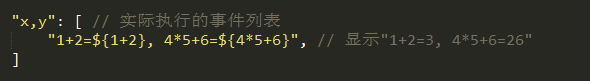 "x,y": [ // 实际执行的事件列表
"1+2=${1+2}, 4*5+6=${4*5+6}", // 显示"1+2=3, 4*5+6=26"
]